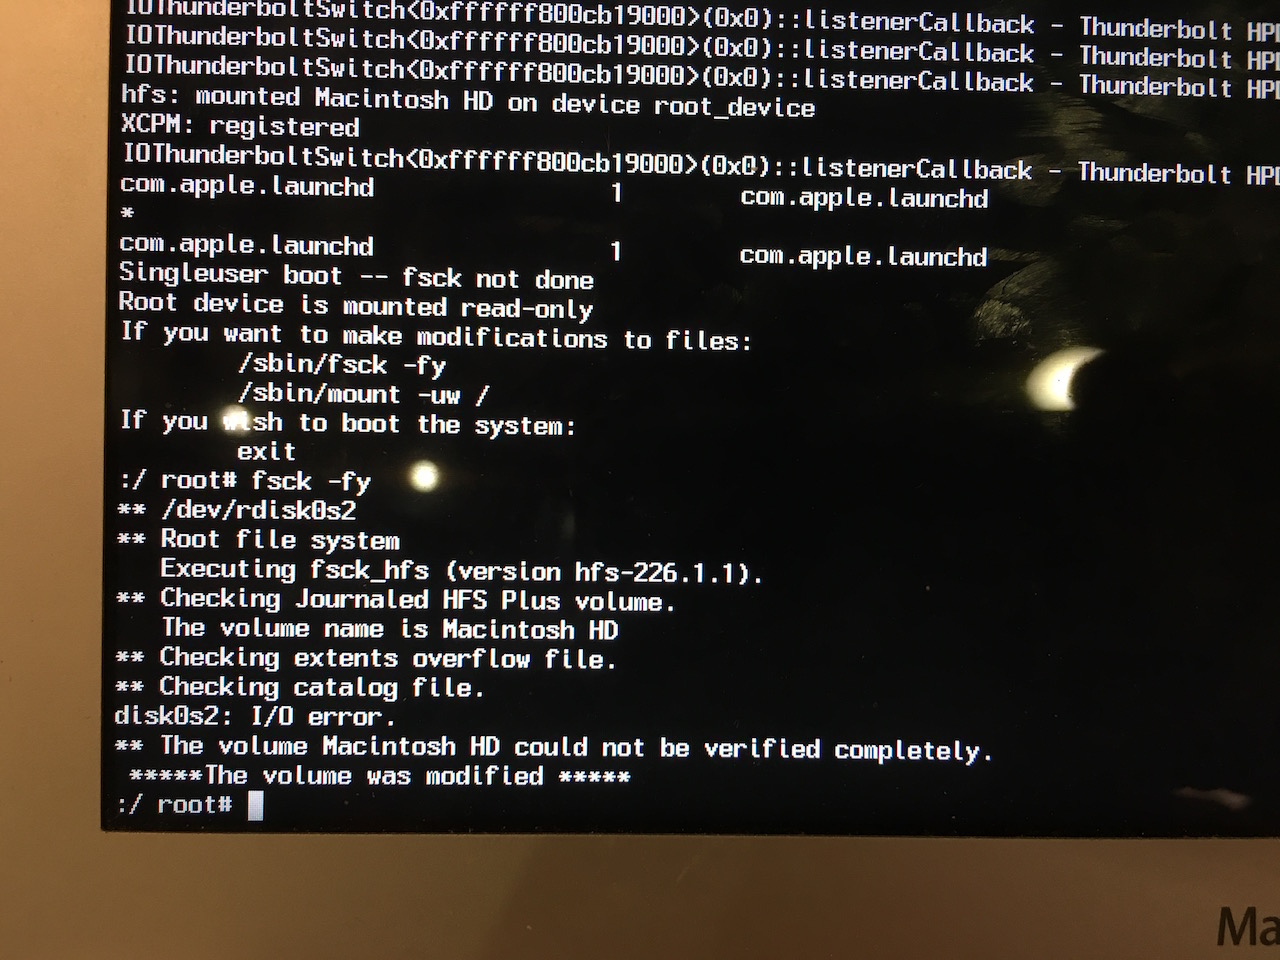 IOThunderboltSwitch<0xffffff800cb19000>(0x0)::listenerCallback - Thunderbolt HPD
IOThunderboltSwitch<0xffffff800cb19000>(0x0)::listenerCallback - Thunderbolt HPD
IOThunderboltSwitch<0xffffff800cb19000>(0x0)::listenerCallback - Thunderbolt HPD
hfs: mounted Macintosh HD on device root_device
XCPM: registered
IOThunderboltSwitch<0xffffff800cb19000>(0x0)::listenerCallback - Thunderbolt HPD
com.apple.launchd 1 com.apple.launchd
*
com.apple.launchd 1 com.apple.launchd
Singleuser boot -- fsck not done
Root device is mounted read-only
If you want to make modifications to files:
/sbin/fsck -fy
/sbin/mount -uw /
If you wish to boot the system:
exit
:/ root# fsck -fy
** /dev/rdisk0s2
** Root file system
Executing fsck_hfs (version hfs-226.1.1).
** Checking Journaled HFS Plus volume.
The volume name is Macintosh HD
** Checking extents overflow file.
** Checking catalog file.
disk0s2: I/O error.
** The volume Macintosh HD could not be verified completely.
*****The volume was modified *****
:/ root#
Ma